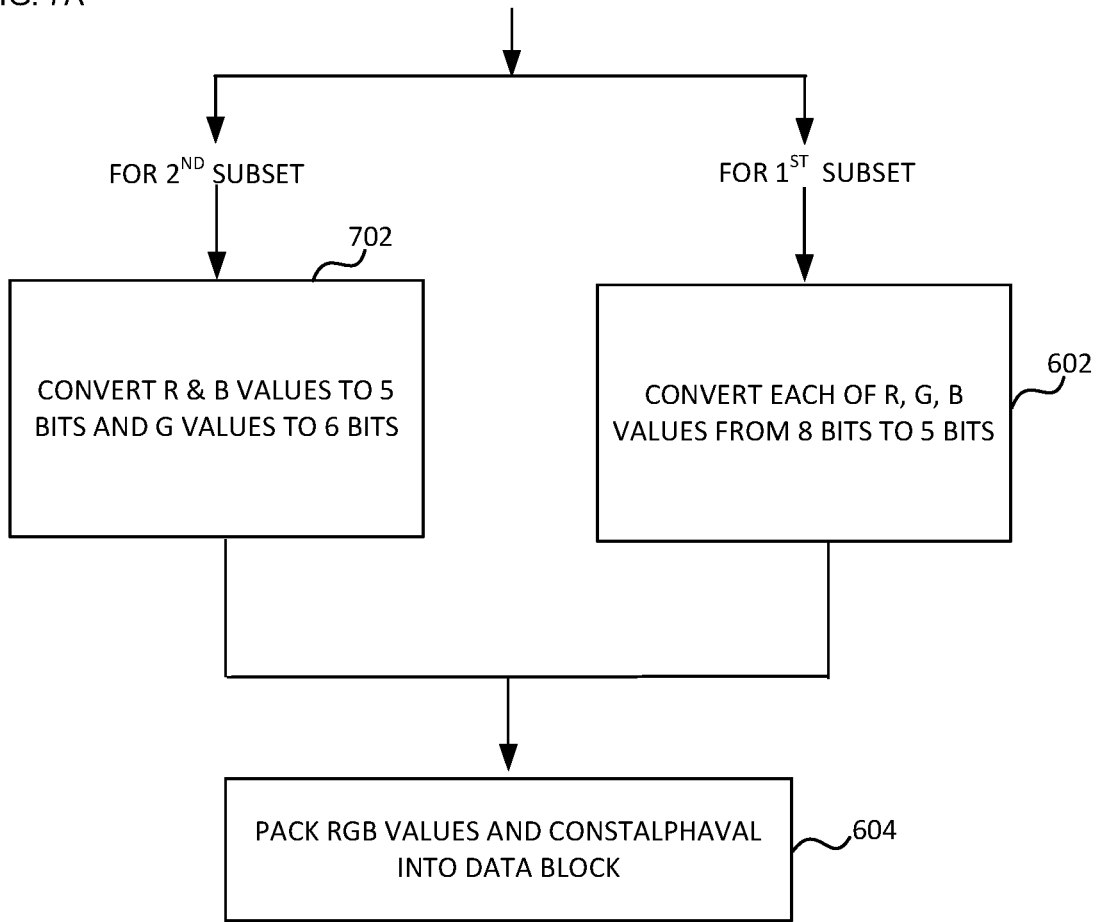 FOR 2ND SUBSET
FOR 1ST SUBSET
702
CONVERT R & B VALUES TO 5
BITS AND G VALUES TO 6 BITS
602
CONVERT EACH OF R, G, B
VALUES FROM 8 BITS TO 5 BITS
PACK RGB VALUES AND CONSTALPHAVAL
INTO DATA BLOCK
604